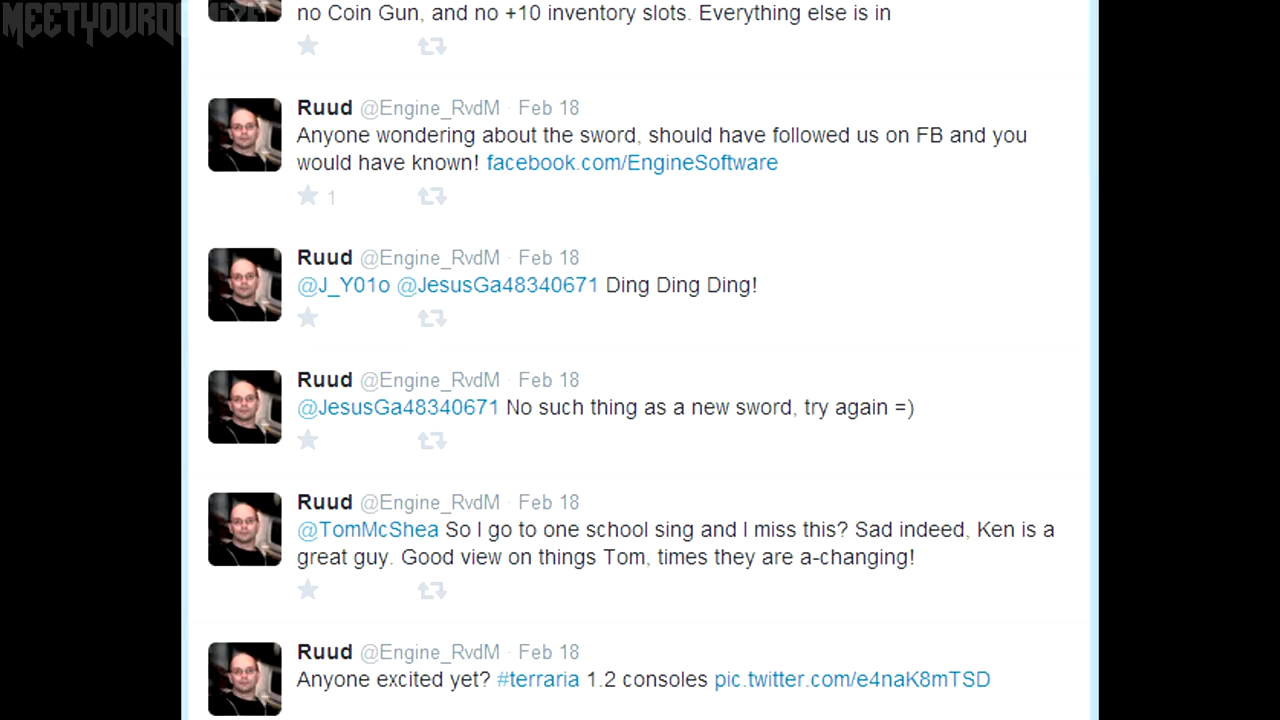 no Coin Gun, and no +10 inventory slots. Everything else is in
Ruud @Engine_RvdM · Feb 18
Anyone wondering about the sword, should have followed us on FB and you
would have known! facebook.com/EngineSoftware
1
Ruud @Engine_RvdM · Feb 18
@J_Y01o @JesusGa48340671 Ding Ding Ding!
Ruud @Engine_RvdM · Feb 18
@JesusGa48340671 No such thing as a new sword, try again =)
Ruud @Engine_RvdM · Feb 18
@TomMcShea So I go to one school sing and I miss this? Sad indeed, Ken is a
great guy. Good view on things Tom, times they are a-changing!
Ruud @Engine_RvdM · Feb 18
Anyone excited yet? #terraria 1.2 consoles pic.twitter.com/e4naK8mTSD